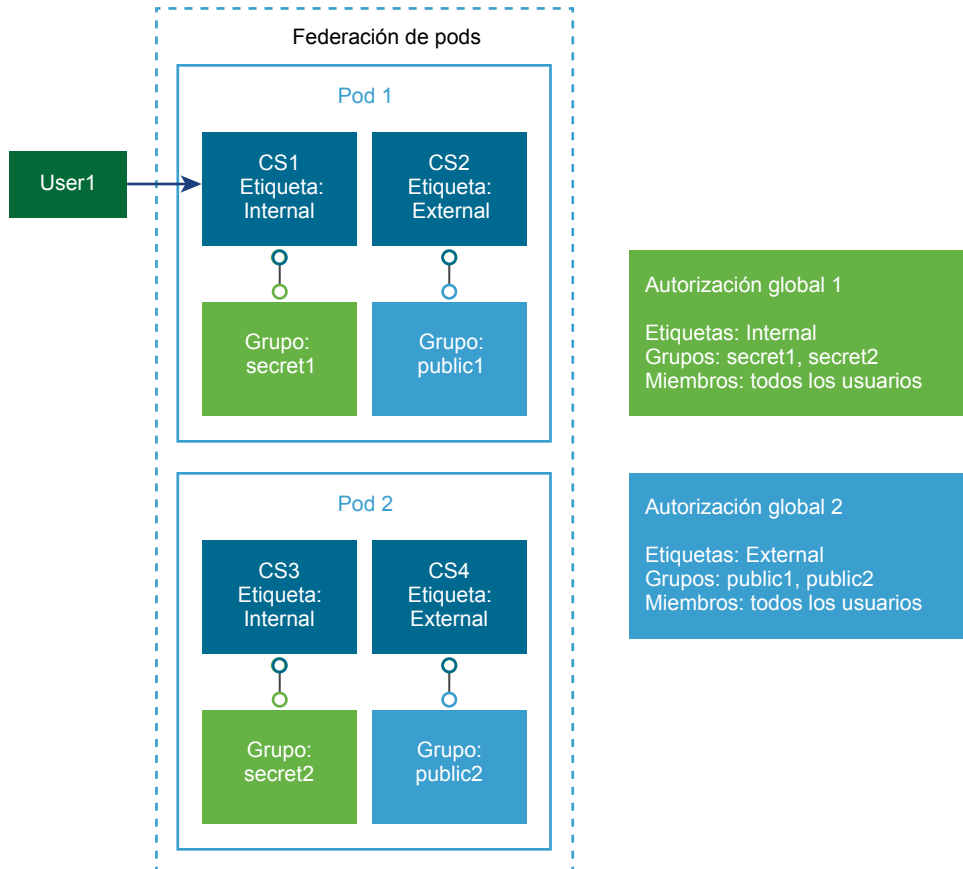 Federación de pods
Pod 1
User1
CS1
Etiqueta:
Internal
CS2
Etiqueta:
External
Grupo:
secret1
Grupo:
public1
Autorización global 1
Etiquetas: Internal
Grupos: secret1, secret2
Miembros: todos los usuarios
Pod 2
CS3
Etiqueta:
Internal
CS4
Etiqueta:
External
Grupo:
secret2
Grupo:
public2
Autorización global 2
Etiquetas: External
Grupos: public1, public2
Miembros: todos los usuarios